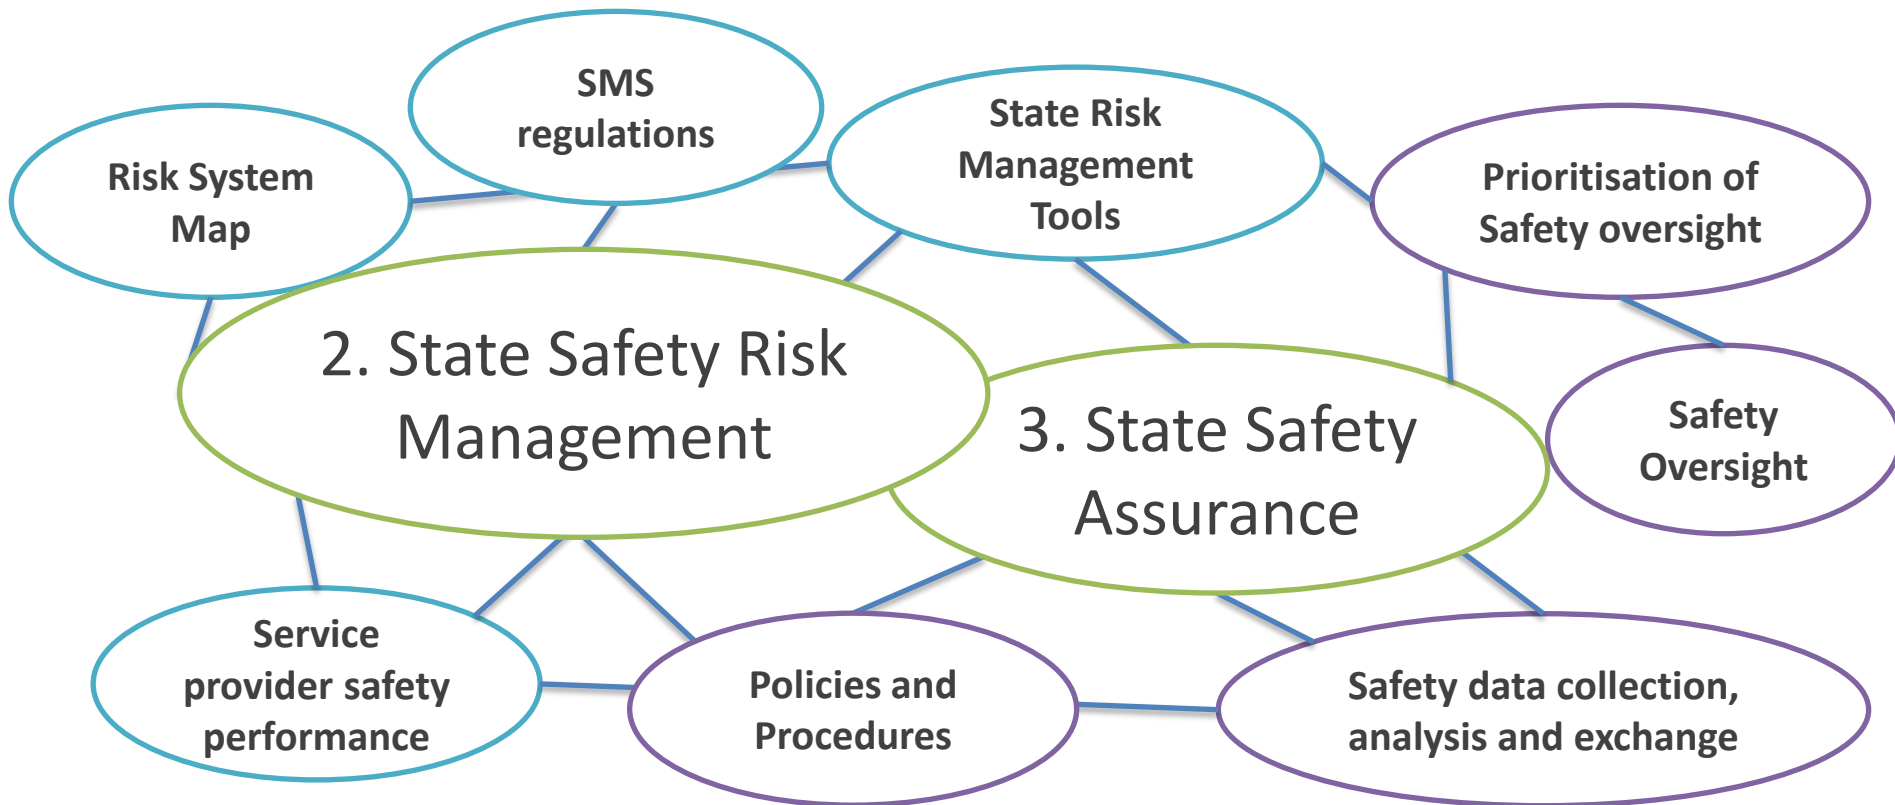 SMS
regulations
State Risk
Management
Tools
Risk System
Map
Prioritisation of
Safety oversight
2. State Safety Risk
Management
3. State Safety
Assurance
Safety
Oversight
Service
provider safety
performance
Policies and
Procedures
Safety data collection,
analysis and exchange